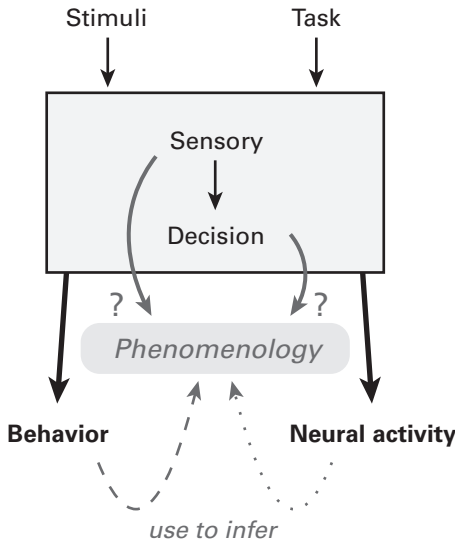 Stimuli
Task
Sensory
Decision
?
?
Phenomenology
Behavior
Neural activity
use to infer